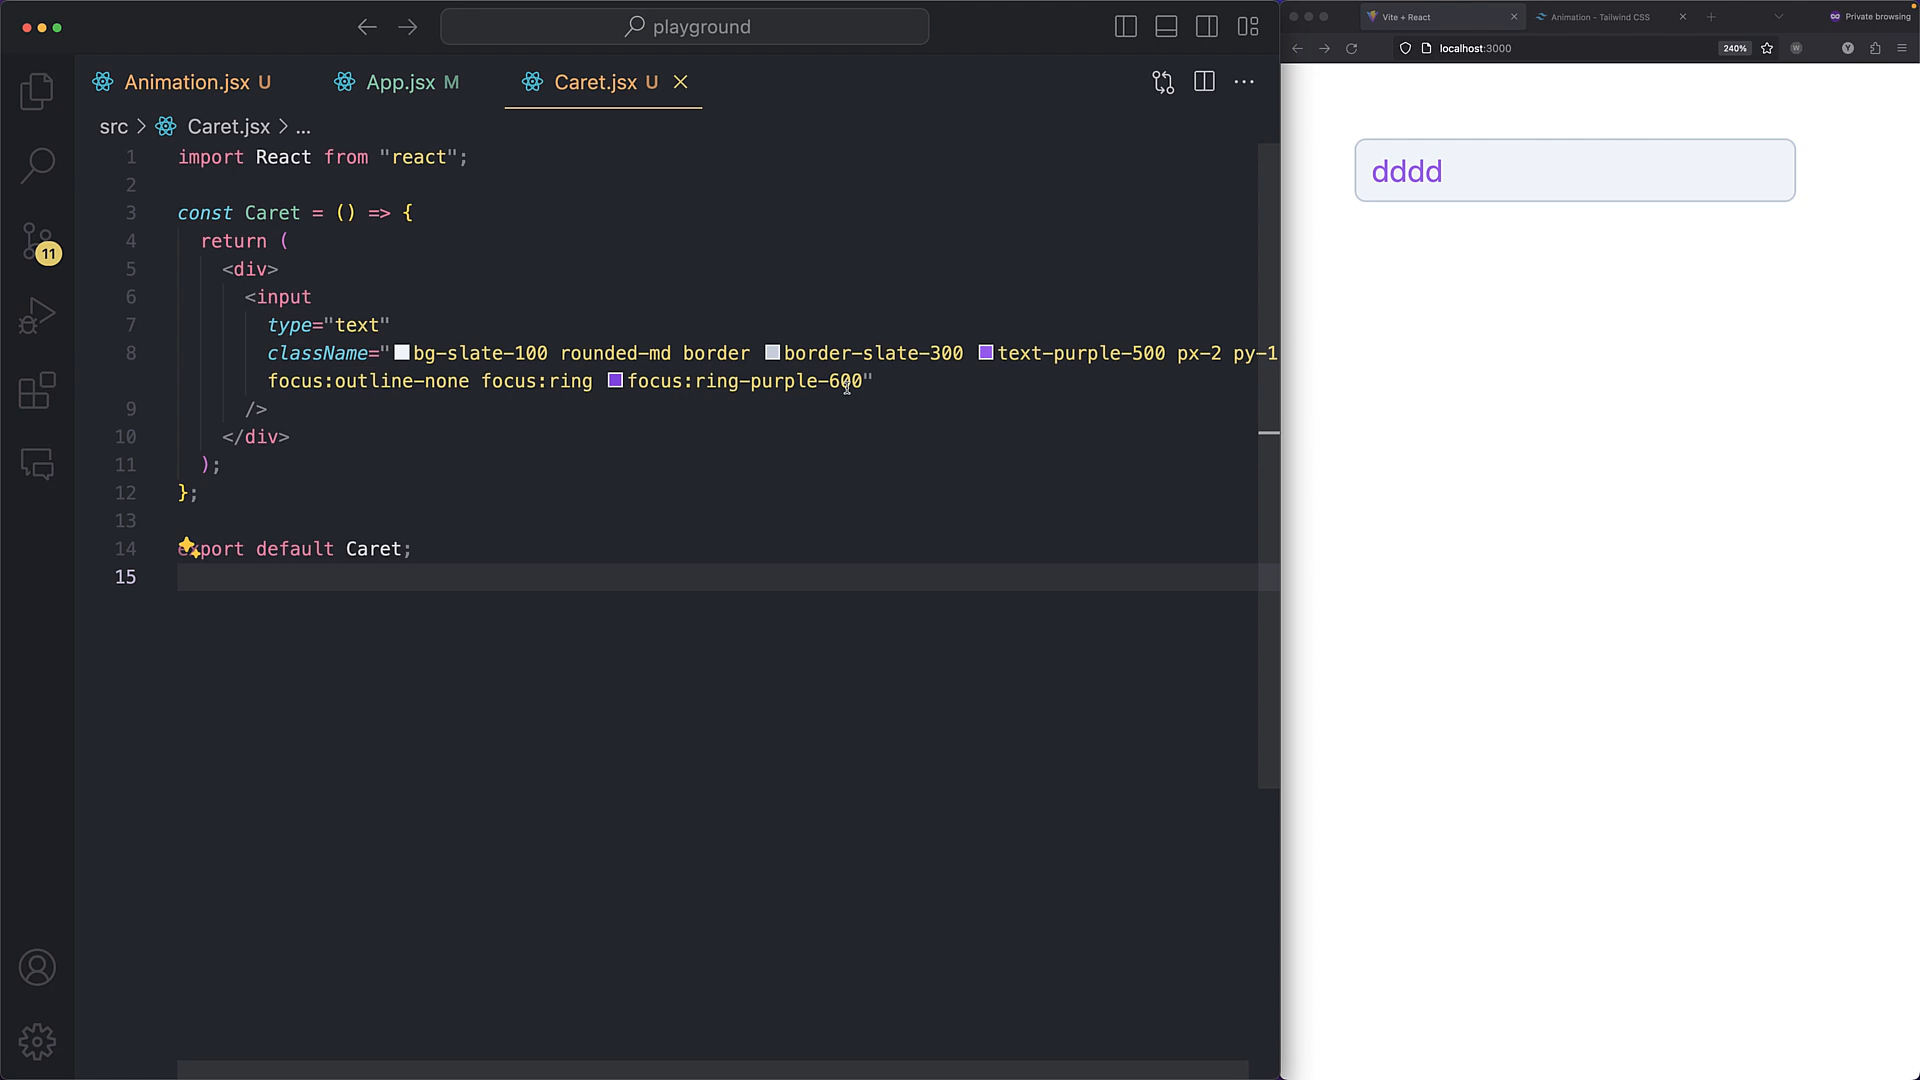 playground
Animation.jsx U
App.jsx M
Caret.jsx U
src > Caret.jsx > ...
1 import React from "react";
2
3 const Caret = () => {
4 return (
5 <div>
6 <input
7 type="text"
8 className="bg-slate-100 rounded-md border border-slate-300 text-purple-500 px-2 py-1
focus:outline-none focus:ring focus:ring-purple-600"
9 />
10 </div>
11 );
12 };
13
14 export default Caret;
15
11
Vite + React
Animation - Tailwind CSS
Private browsing
localhost:3000
240%
W
Y
dddd